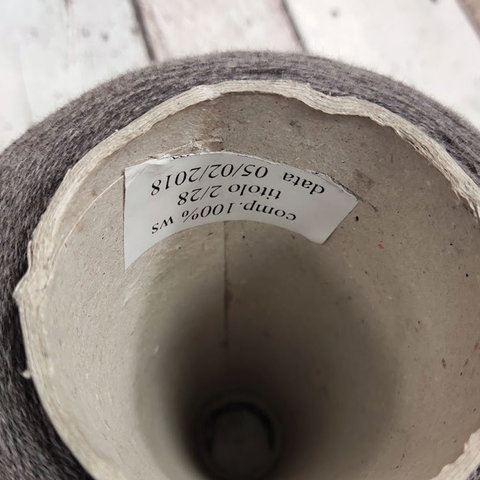 comp.100% ws
titolo 2/28
data 05/02/2018